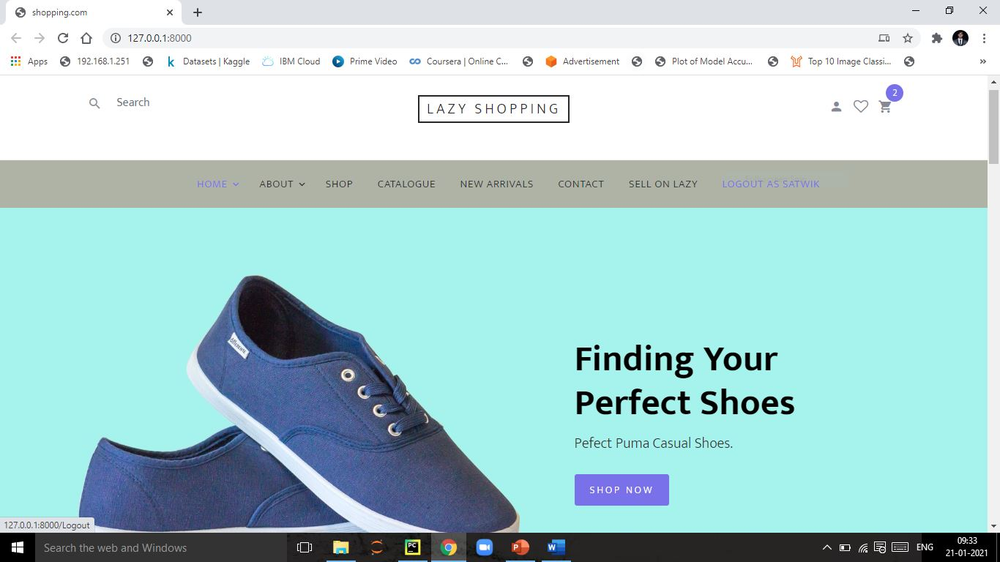 shopping.com
127.0.0.1:8000
Apps 192.168.1.251 Datasets | Kaggle IBM Cloud Prime Video Coursera | Online C... Advertisement Plot of Model Accu... Top 10 Image Classi... »
Search LAZY SHOPPING 2
HOME ABOUT SHOP CATALOGUE NEW ARRIVALS CONTACT SELL ON LAZY LOGOUT AS SATWIK
Finding Your
Perfect Shoes
Pefect Puma Casual Shoes.
SHOP NOW
127.0.0.1:8000/Logout
Search the web and Windows ENG 09:33
21-01-2021